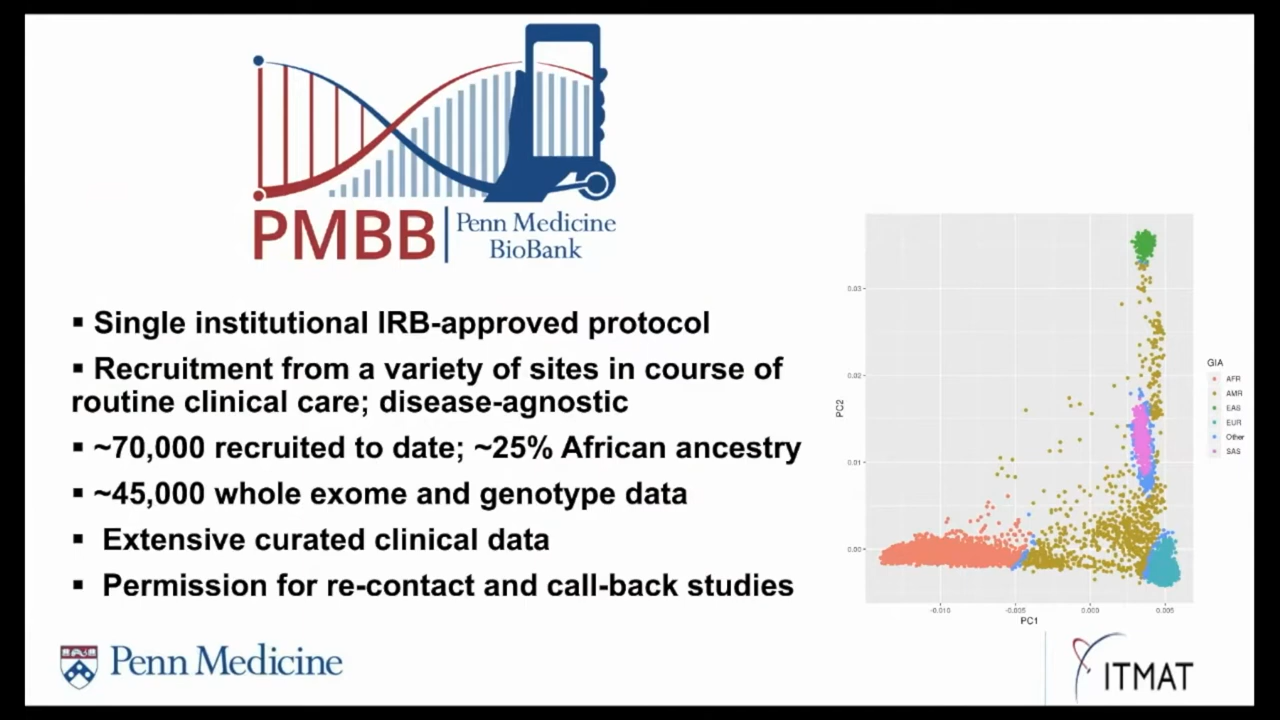 PMBB
Penn Medicine
BioBank
▪ Single institutional IRB-approved protocol
▪ Recruitment from a variety of sites in course of
routine clinical care; disease-agnostic
▪ ~70,000 recruited to date; ~25% African ancestry
▪ ~45,000 whole exome and genotype data
▪ Extensive curated clinical data
▪ Permission for re-contact and call-back studies
PC2
0.03
0.02
0.01
0.00
-0.010
-0.005
0.000
0.005
PC1
GIA
AFR
AMR
EAS
EUR
Other
SAS
Penn Medicine
ITMAT